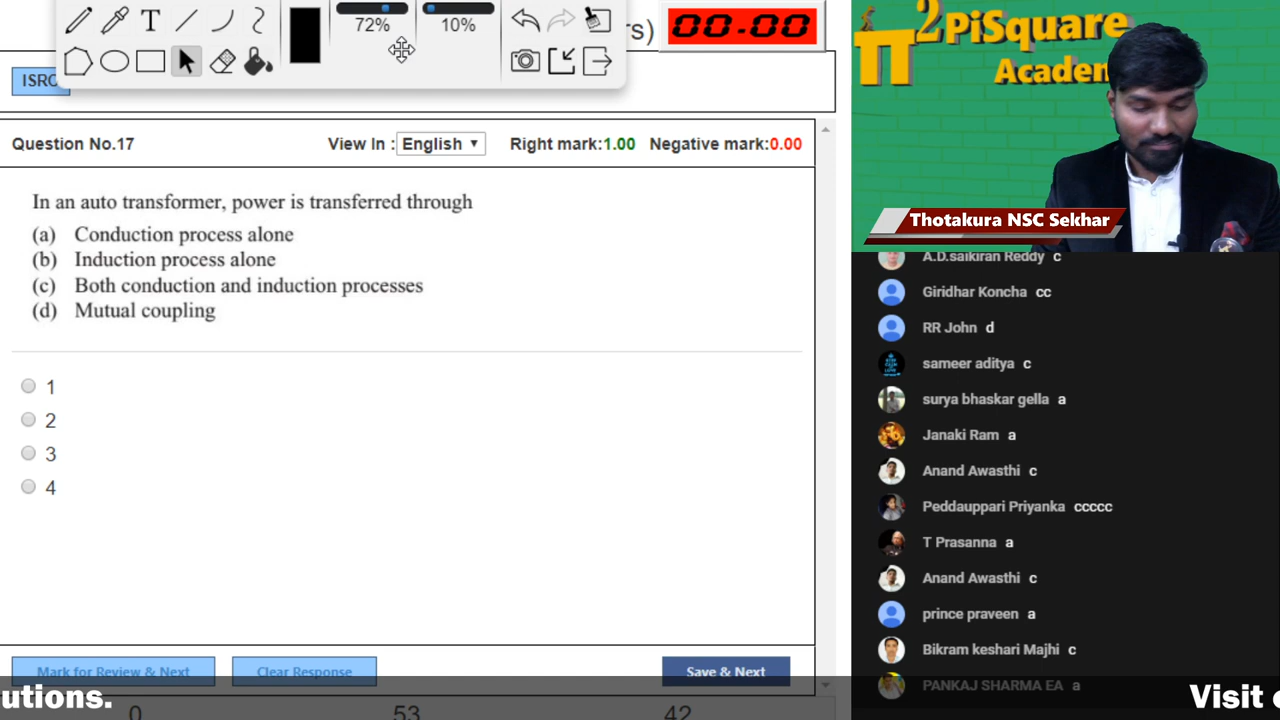 72%
10%
rs)
00-00
ISRO
Question No.17
View In :
English
Right mark:1.00
Negative mark:0.00
In an auto transformer, power is transferred through
(a) Conduction process alone
(b) Induction process alone
(c) Both conduction and induction processes
(d) Mutual coupling
1
2
3
4
Mark for Review & Next
Clear Response
Save & Next
utions.
Visit
0
53
42
π
2PiSquare
Academ
Thotakura NSC Sekhar
A.D.saikiran Reddy c
Giridhar Koncha cc
RR John d
sameer aditya c
surya bhaskar gella a
Janaki Ram a
Anand Awasthi c
Peddauppari Priyanka ccccc
T Prasanna a
Anand Awasthi c
prince praveen a
Bikram keshari Majhi c
PANKAJ SHARMA EA a